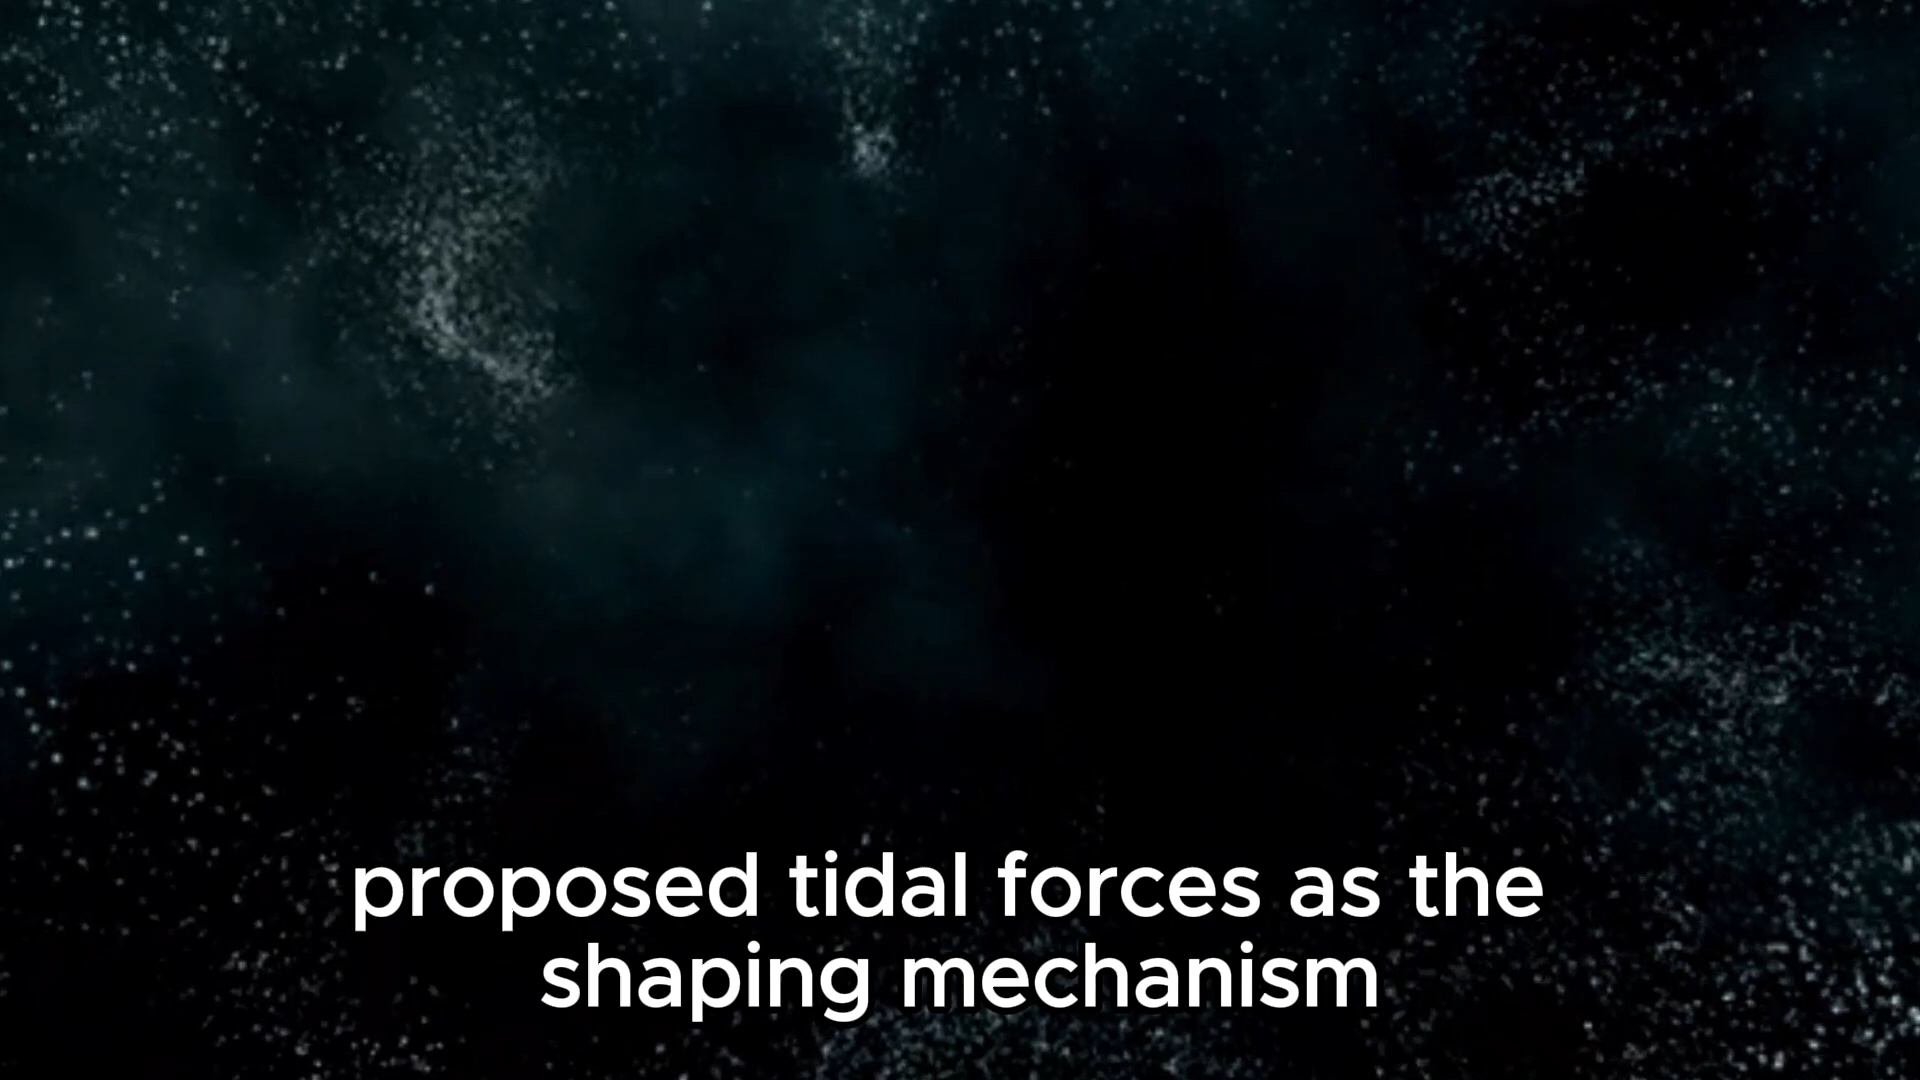 proposed tidal forces as the
shaping mechanism